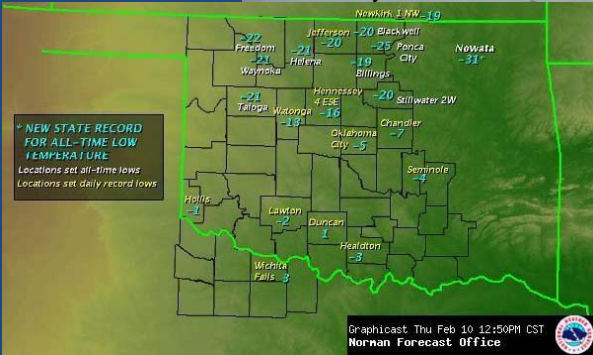 Newkirk 1 NW -19
Jefferson -20 Blackwell
-20
-22
Freedom
-21
Waynoka
-21
Helena
-25 Ponca
City
-19
Billings
Nowata
-31*
-21
Taloga
Hennessey
4 ESE -16
Watonga
-13
-20 Stillwater 2W
Chandler
-7
Oklahoma
City -5
Seminole
-4
* NEW STATE RECORD
FOR ALL-TIME LOW
TEMPERATURE
Locations set all-time lows
Locations set daily record lows
Hollis
-1
Lawton
-2
Duncan
1
Healdton
-3
Wichita
Falls 3
Graphicast Thu Feb 10 12:50PM CST
Norman Forecast Office